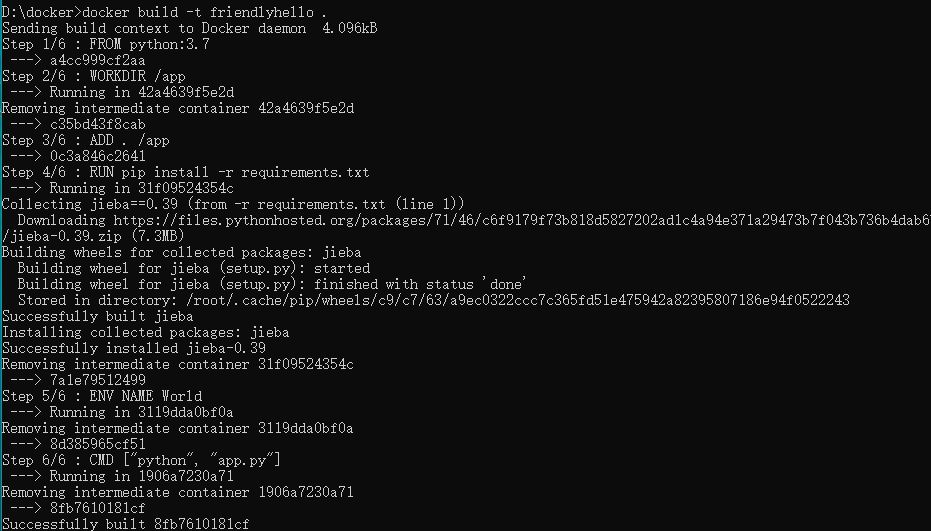 D:\docker>docker build -t friendlyhello .
Sending build context to Docker daemon  4.096kB
Step 1/6 : FROM python:3.7
 ---> a4cc999cf2aa
Step 2/6 : WORKDIR /app
 ---> Running in 42a4639f5e2d
Removing intermediate container 42a4639f5e2d
 ---> c35bd43f8cab
Step 3/6 : ADD . /app
 ---> 0c3a846c2641
Step 4/6 : RUN pip install -r requirements.txt
 ---> Running in 31f09524354c
Collecting jieba==0.39 (from -r requirements.txt (line 1))
  Downloading https://files.pythonhosted.org/packages/71/46/c6f9179f73b818d5827202ad1c4a94e371a29473b7f043b736b4dab6
/jieba-0.39.zip (7.3MB)
Building wheels for collected packages: jieba
  Building wheel for jieba (setup.py): started
  Building wheel for jieba (setup.py): finished with status 'done'
  Stored in directory: /root/.cache/pip/wheels/c9/c7/63/a9ec0322ccc7c365fd51e475942a82395807186e94f0522243
Successfully built jieba
Installing collected packages: jieba
Successfully installed jieba-0.39
Removing intermediate container 31f09524354c
 ---> 7a1e79512499
Step 5/6 : ENV NAME World
 ---> Running in 3119dda0bf0a
Removing intermediate container 3119dda0bf0a
 ---> 8d385965cf51
Step 6/6 : CMD ["python", "app.py"]
 ---> Running in 1906a7230a71
Removing intermediate container 1906a7230a71
 ---> 8fb7610181cf
Successfully built 8fb7610181cf